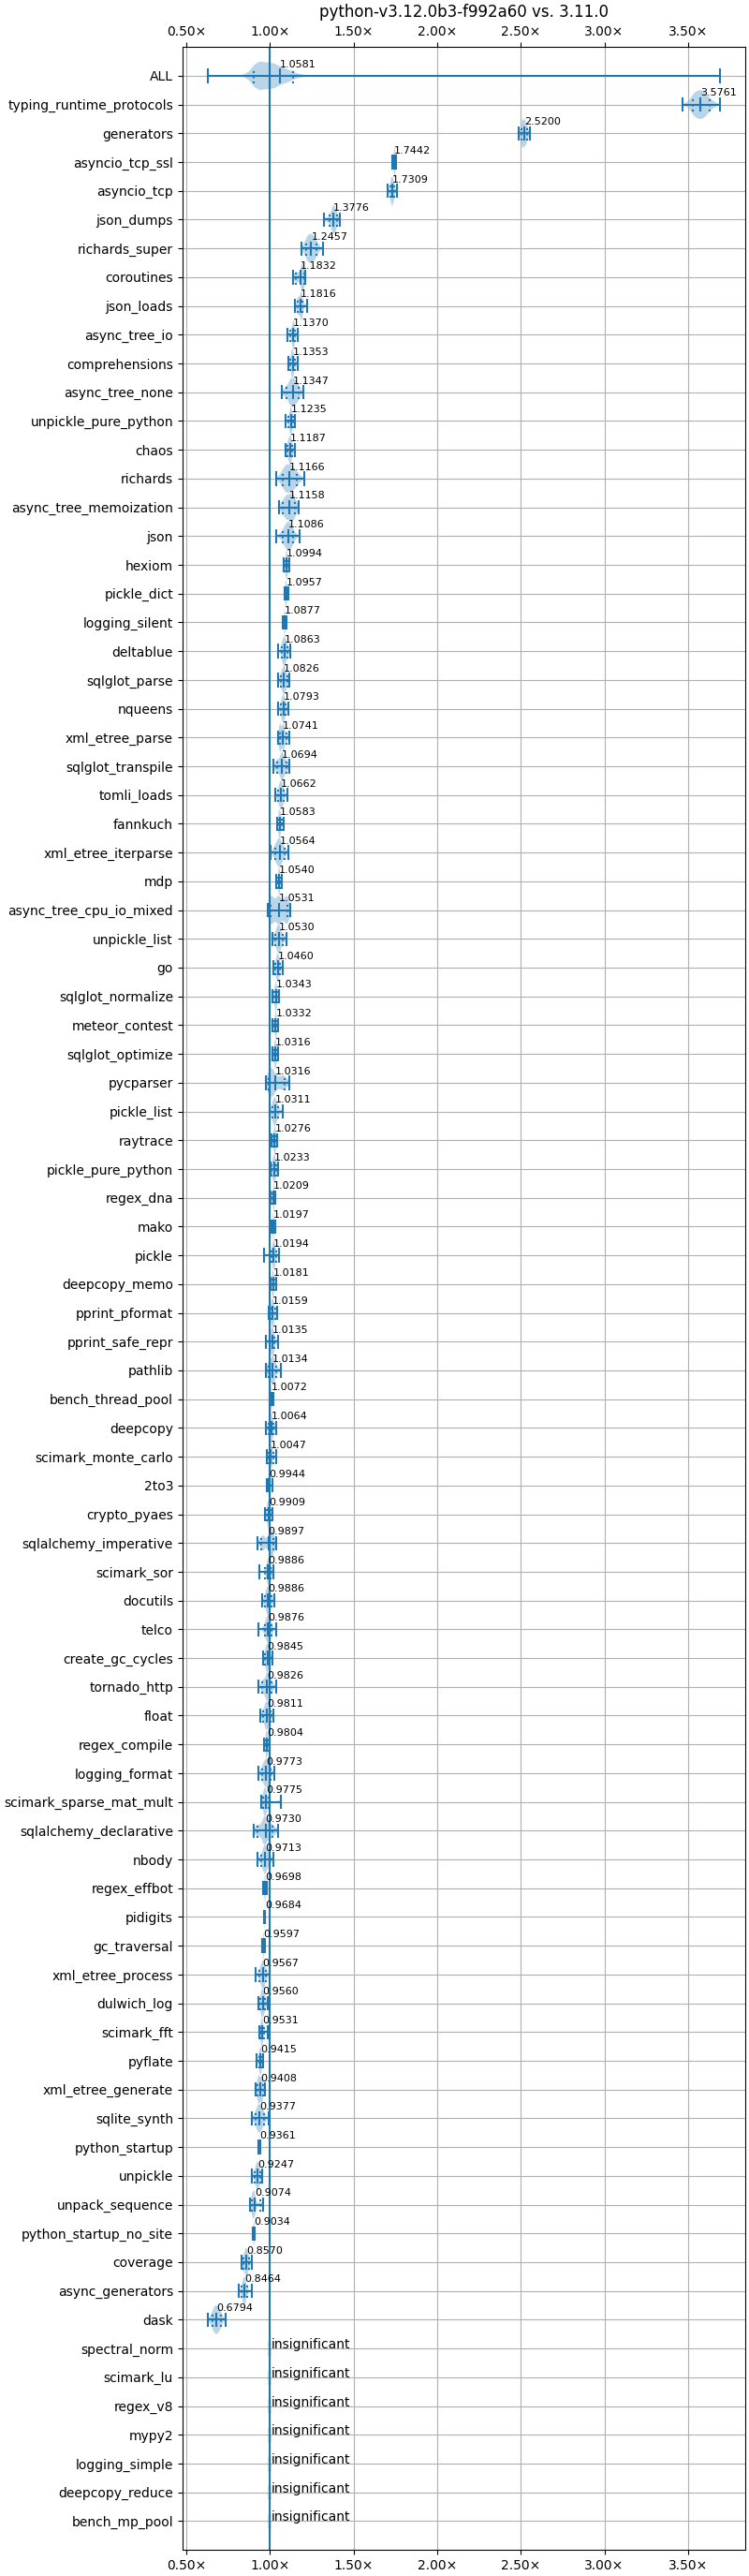 python-v3.12.0b3-f992a60 vs. 3.11.0
0.50× 1.00× 1.50× 2.00× 2.50× 3.00× 3.50×
ALL 1.0581
typing_runtime_protocols 3.5761
generators 2.5200
asyncio_tcp_ssl 1.7442
asyncio_tcp 1.7309
json_dumps 1.3776
richards_super 1.2457
coroutines 1.1832
json_loads 1.1816
async_tree_io 1.1370
comprehensions 1.1353
async_tree_none 1.1347
unpickle_pure_python 1.1235
chaos 1.1187
richards 1.1166
async_tree_memoization 1.1158
json 1.1086
hexiom 1.0994
pickle_dict 1.0957
logging_silent 1.0877
deltablue 1.0863
sqlglot_parse 1.0826
nqueens 1.0793
xml_etree_parse 1.0741
sqlglot_transpile 1.0694
tomli_loads 1.0662
fannkuch 1.0583
xml_etree_iterparse 1.0564
mdp 1.0540
async_tree_cpu_io_mixed 1.0531
unpickle_list 1.0530
go 1.0460
sqlglot_normalize 1.0343
meteor_contest 1.0332
sqlglot_optimize 1.0316
pycparser 1.0316
pickle_list 1.0311
raytrace 1.0276
pickle_pure_python 1.0233
regex_dna 1.0209
mako 1.0197
pickle 1.0194
deepcopy_memo 1.0181
pprint_pformat 1.0159
pprint_safe_repr 1.0135
pathlib 1.0134
bench_thread_pool 1.0072
deepcopy 1.0064
scimark_monte_carlo 1.0047
2to3 0.9944
crypto_pyaes 0.9909
sqlalchemy_imperative 0.9897
scimark_sor 0.9886
docutils 0.9886
telco 0.9876
create_gc_cycles 0.9845
tornado_http 0.9826
float 0.9811
regex_compile 0.9804
logging_format 0.9773
scimark_sparse_mat_mult 0.9775
sqlalchemy_declarative 0.9730
nbody 0.9713
regex_effbot 0.9698
pidigits 0.9684
gc_traversal 0.9597
xml_etree_process 0.9567
dulwich_log 0.9560
scimark_fft 0.9531
pyflate 0.9415
xml_etree_generate 0.9408
sqlite_synth 0.9377
python_startup 0.9361
unpickle 0.9247
unpack_sequence 0.9074
python_startup_no_site 0.9034
coverage 0.8570
async_generators 0.8464
dask 0.6794
spectral_norm insignificant
scimark_lu insignificant
regex_v8 insignificant
mypy2 insignificant
logging_simple insignificant
deepcopy_reduce insignificant
bench_mp_pool insignificant
0.50× 1.00× 1.50× 2.00× 2.50× 3.00× 3.50×